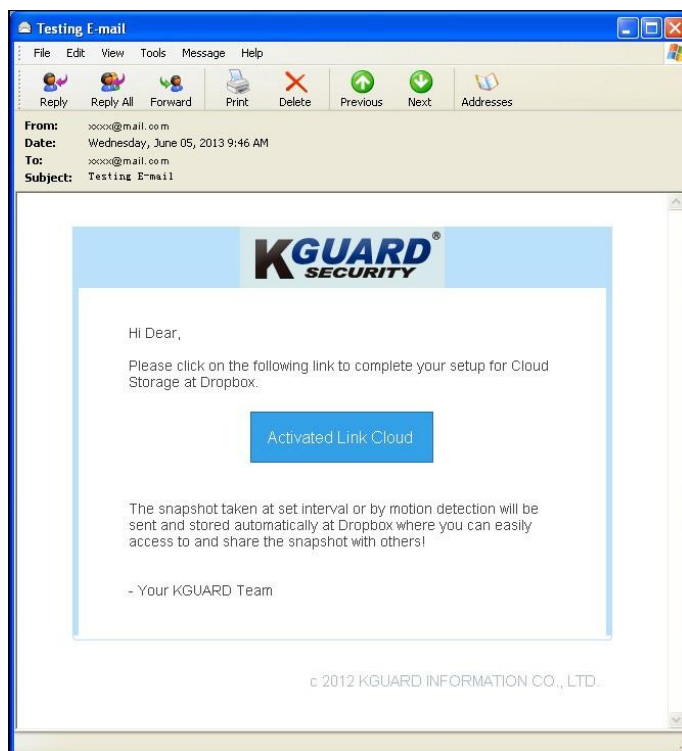 Testing E-mail
File Edit View Tools Message Help
Reply Reply All Forward Print Delete Previous Next Addresses
From: xxxx@mail.com
Date: Wednesday, June 05, 2013 9:46 AM
To: xxxx@mail.com
Subject: Testing E-mail
KGUARD®
SECURITY
Hi Dear,
Please click on the following link to complete your setup for Cloud
Storage at Dropbox.
Activated Link Cloud
The snapshot taken at set interval or by motion detection will be
sent and stored automatically at Dropbox where you can easily
access to and share the snapshot with others!
- Your KGUARD Team
c 2012 KGUARD INFORMATION CO., LTD.